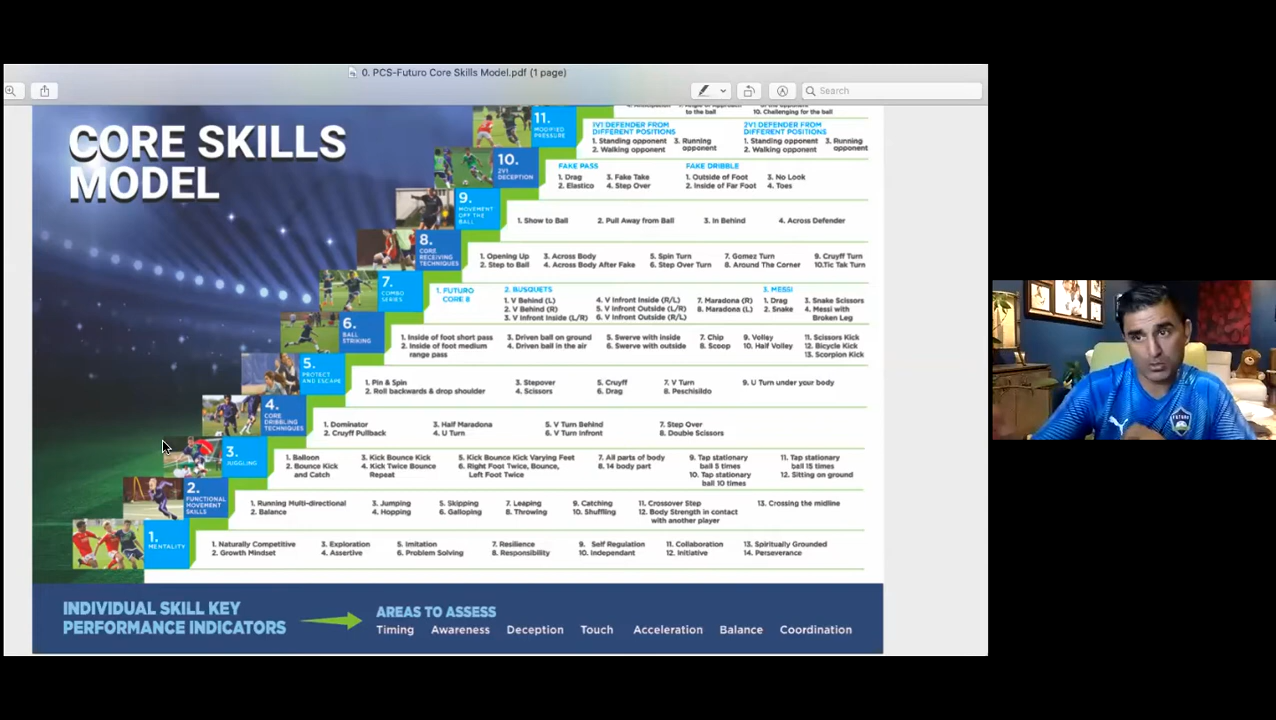 0. PCS-Futuro Core Skills Model.pdf (1 page)
Search
CORE SKILLS
MODEL
to the ball
10. Challenging for the ball
11.
MODIFIED
PRESSURE
1V1 DEFENDER FROM
DIFFERENT POSITIONS
1. Standing opponent
2. Walking opponent
3. Running
opponent
2V1 DEFENDER FROM
DIFFERENT POSITIONS
1. Standing opponent
2. Walking opponent
3. Running
opponent
10.
2V1
DECEPTION
FAKE PASS
1. Drag
2. Elastico
3. Fake Take
4. Step Over
FAKE DRIBBLE
1. Outside of Foot
2. Inside of Far Foot
3. No Look
4. Toes
9.
MOVEMENT
OFF THE
BALL
1. Show to Ball
2. Pull Away from Ball
3. In Behind
4. Across Defender
8.
CORE
RECEIVING
TECHNIQUES
1. Opening Up
2. Step to Ball
3. Across Body
4. Across Body After Fake
5. Spin Turn
6. Step Over Turn
7. Gomez Turn
8. Around The Corner
9. Cruyff Turn
10.Tic Tak Turn
7.
COMBO
SERIES
1. FUTURO
CORE 8
2. BUSQUETS
1. V Behind (L)
2. V Behind (R)
3. V Infront Inside (L/R)
4. V Infront Inside (R/L)
5. V Infront Outside (L/R)
6. V Infront Outside (R/L)
7. Maradona (R)
8. Maradona (L)
3. MESSI
1. Drag
2. Snake
3. Snake Scissors
4. Messi with
Broken Leg
6.
BALL
STRIKING
1. Inside of foot short pass
2. Inside of foot medium
range pass
3. Driven ball on ground
4. Driven ball in the air
5. Swerve with inside
6. Swerve with outside
7. Chip
8. Scoop
9. Volley
10. Half Volley
11. Scissors Kick
12. Bicycle Kick
13. Scorpion Kick
5.
PROTECT
AND ESCAPE
1. Pin & Spin
2. Roll backwards & drop shoulder
3. Stepover
4. Scissors
5. Cruyff
6. Drag
7. V Turn
8. Peschisildo
9. U Turn under your body
4.
CORE
DRIBBLING
TECHNIQUES
1. Dominator
2. Cruyff Pullback
3. Half Maradona
4. U Turn
5. V Turn Behind
6. V Turn Infront
7. Step Over
8. Double Scissors
3.
JUGGLING
1. Balloon
2. Bounce Kick
and Catch
3. Kick Bounce Kick
4. Kick Twice Bounce
Repeat
5. Kick Bounce Kick Varying Feet
6. Right Foot Twice, Bounce,
Left Foot Twice
7. All parts of body
8. 14 body part
9. Tap stationary
ball 5 times
10. Tap stationary
ball 10 times
11. Tap stationary
ball 15 times
12. Sitting on ground
2.
FUNCTIONAL
MOVEMENT
SKILLS
1. Running Multi-directional
2. Balance
3. Jumping
4. Hopping
5. Skipping
6. Galloping
7. Leaping
8. Throwing
9. Catching
10. Shuffling
11. Crossover Step
12. Body Strength in contact
with another player
13. Crossing the midline
1.
MENTALITY
1. Naturally Competitive
2. Growth Mindset
3. Exploration
4. Assertive
5. Imitation
6. Problem Solving
7. Resilience
8. Responsibility
9. Self Regulation
10. Independant
11. Collaboration
12. Initiative
13. Spiritually Grounded
14. Perseverance
INDIVIDUAL SKILL KEY
PERFORMANCE INDICATORS
AREAS TO ASSESS
Timing Awareness Deception Touch Acceleration Balance Coordination